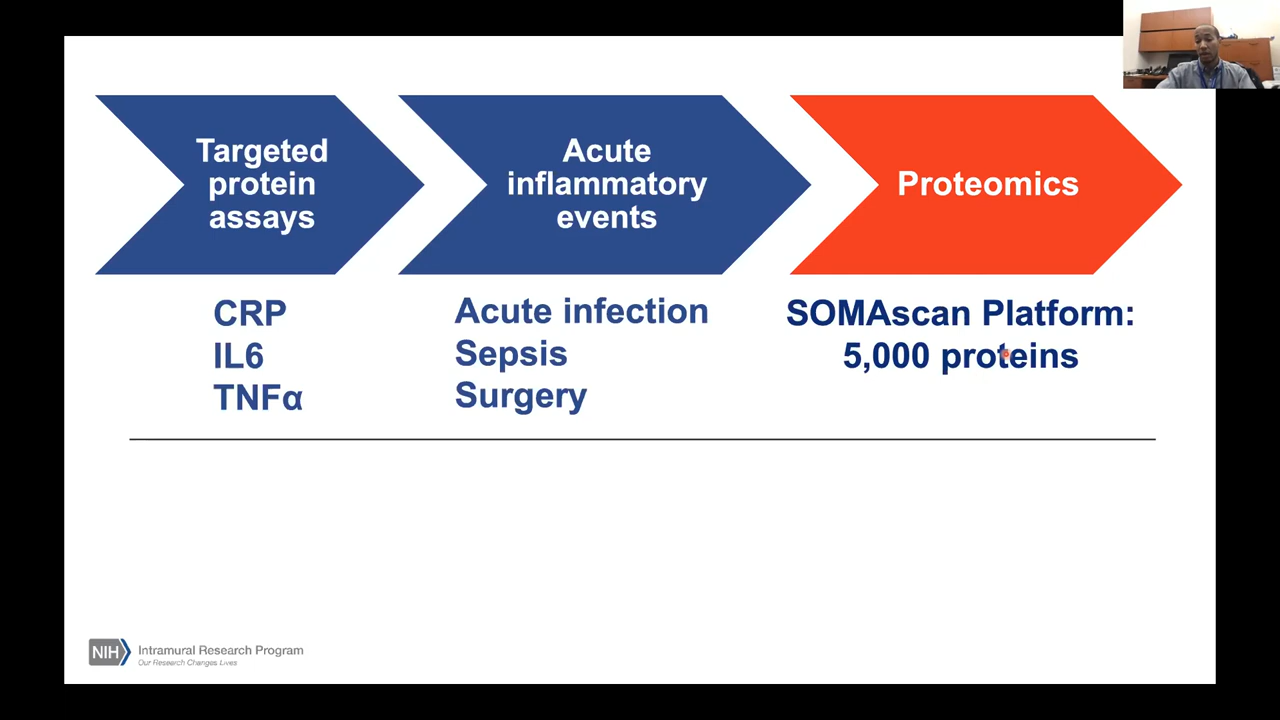 Targeted
protein
assays
Acute
inflammatory
events
Proteomics
CRP
IL6
TNFα
Acute infection
Sepsis
Surgery
SOMAscan Platform:
5,000 proteins
NIH
Intramural Research Program
Our Research Changes Lives